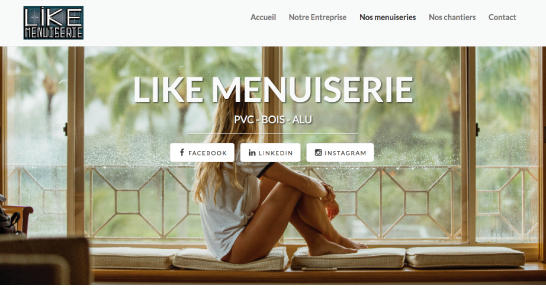 LIKE
MENUISERIE
Accueil Notre Entreprise Nos menuiseries Nos chantiers Contact
LIKE MENUISERIE
PVC - BOIS - ALU
FACEBOOK LINKEDIN INSTAGRAM